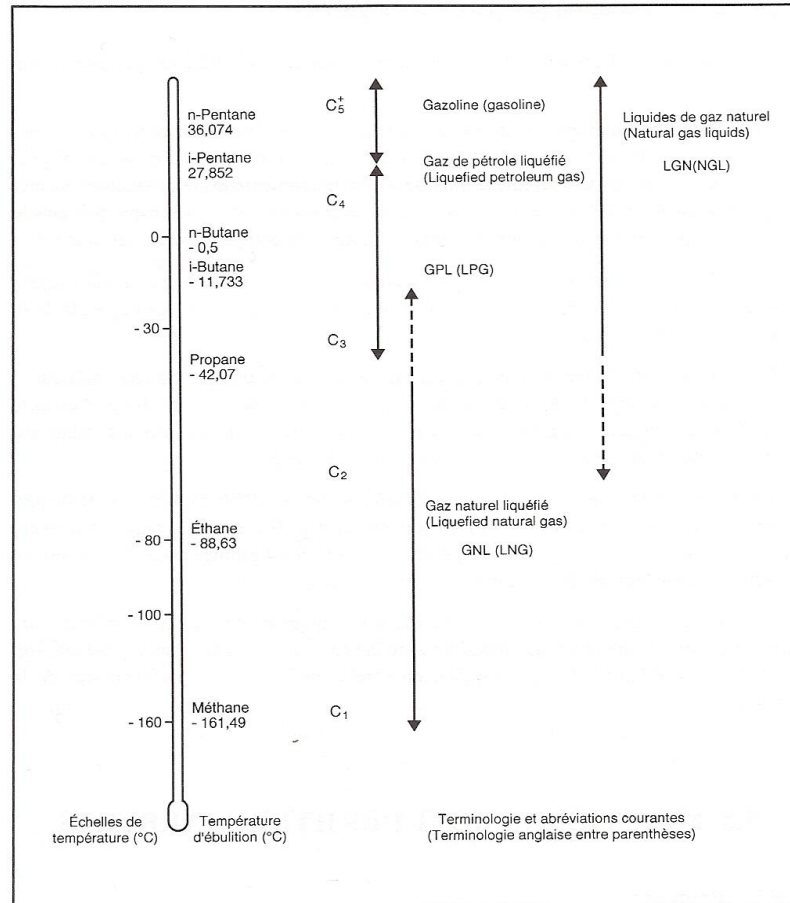 n-Pentane
36,074
i-Pentane
27,852
0
n-Butane
- 0,5
i-Butane
- 11,733
- 30
Propane
- 42,07
- 80
Éthane
- 88,63
- 100
- 160
Méthane
- 161,49
Échelles de
température (°C)
Température
d'ébulition (°C)
C5+
C4
C3
C2
C1
Gazoline (gasoline)
Gaz de pétrole liquéfié
(Liquefied petroleum gas)
GPL (LPG)
Gaz naturel liquéfié
(Liquefied natural gas)
GNL (LNG)
Liquides de gaz naturel
(Natural gas liquids)
LGN(NGL)
Terminologie et abréviations courantes
(Terminologie anglaise entre parenthèses)